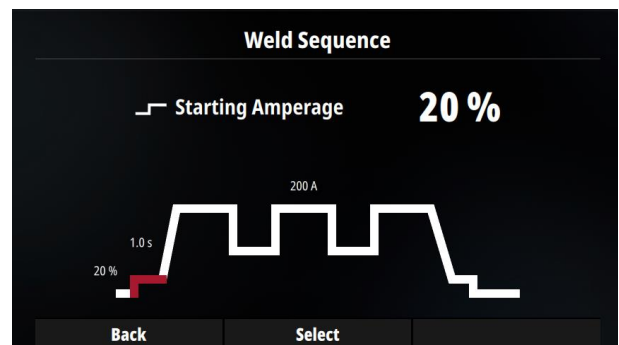 Weld Sequence
Starting Amperage 20 %
200 A
1.0 s
20 %
Back Select